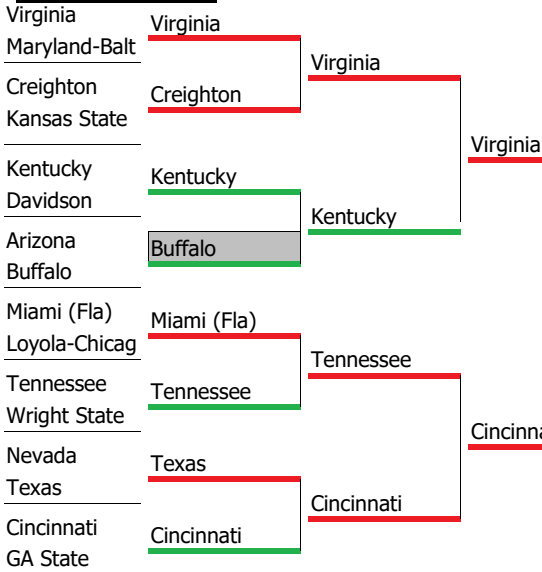 Virginia
Maryland-Balt
Creighton
Kansas State
Kentucky
Davidson
Arizona
Buffalo
Miami (Fla)
Loyola-Chicag
Tennessee
Wright State
Nevada
Texas
Cincinnati
GA State
Virginia
Creighton
Kentucky
Buffalo
Miami (Fla)
Tennessee
Texas
Cincinnati
Virginia
Kentucky
Tennessee
Cincinnati
Virginia
Cincinna